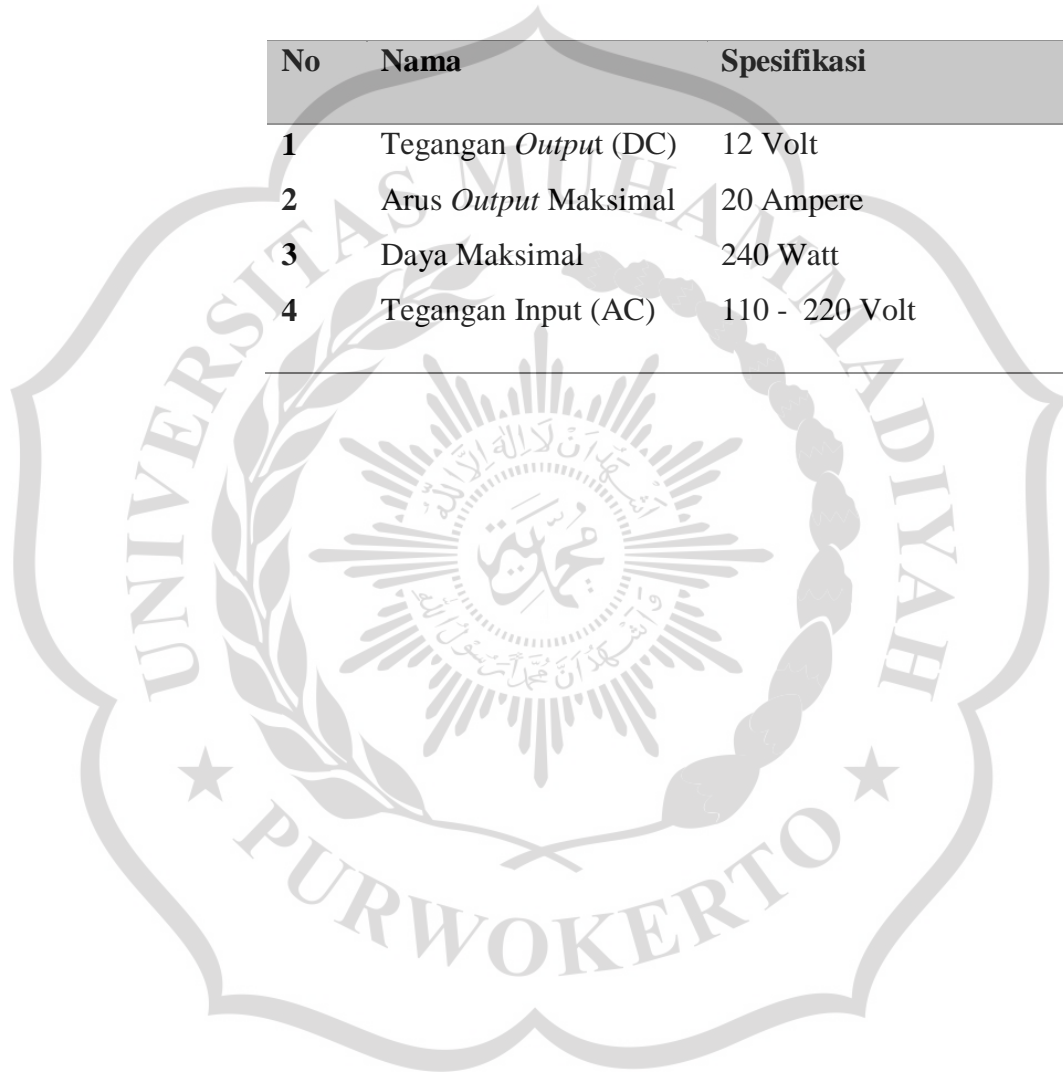 No Nama Spesifikasi
1 Tegangan Output (DC) 12 Volt
2 Arus Output Maksimal 20 Ampere
3 Daya Maksimal 240 Watt
4 Tegangan Input (AC) 110 - 220 Volt
UNIVERSITAS MUHAMMADIYAH
PURWOKERTO